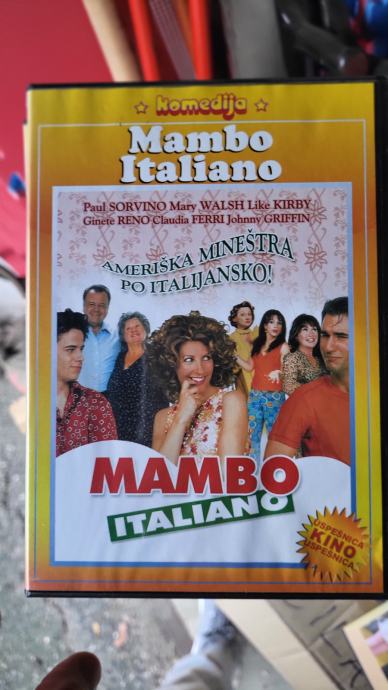 komedija
Mambo
Italiano
Paul SORVINO Mary WALSH Like KIRBY
Ginete RENO Claudia FERRI Johnny GRIFFIN
AMERIŠKA MINEŠTRA
PO ITALIJANSKO!
MAMBO
ITALIANO
USPEŠNICA
KINO
USPEŠNICA